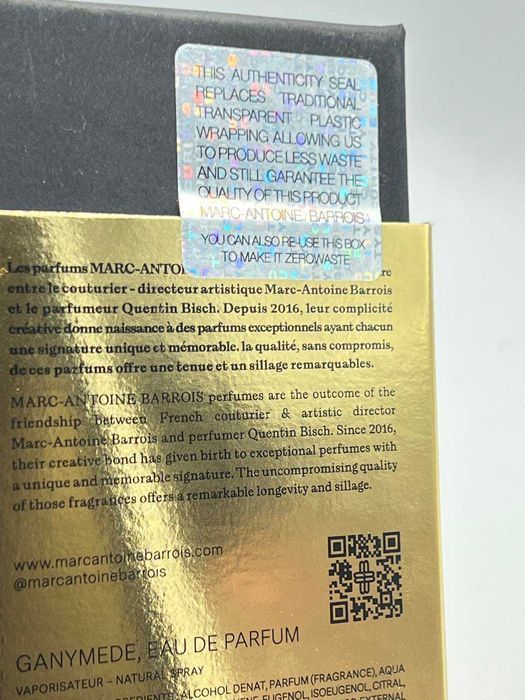 THIS AUTHENTICITY SEAL
REPLACES TRADITIONAL
TRANSPARENT PLASTIC
WRAPPING ALLOWING US
TO PRODUCE LESS WASTE
AND STILL GARANTEE THE
QUALITY OF THIS PRODUCT
MARC-ANTOINE BARROIS
YOU CAN ALSO RE-USE THIS BOX
TO MAKE IT ZEROWASTE
Les parfums MARC-ANTOI
entre le couturier - directeur artistique Marc-Antoine Barrois
et le parfumeur Quentin Bisch. Depuis 2016, leur complicité
créative donne naissance à des parfums exceptionnels ayant chacun
une signature unique et mémorable. la qualité, sans compromis,
de ces parfums offre une tenue et un sillage remarquables.
MARC-ANTOINE BARROIS perfumes are the outcome of the
friendship between French couturier & artistic director
Marc-Antoine Barrois and perfumer Quentin Bisch. Since 2016,
their creative bond has given birth to exceptional perfumes with
a unique and memorable signature. The uncompromising quality
of those fragrances offers a remarkable longevity and sillage.
www.marcantoinebarrois.com
@marcantoinebarrois
GANYMEDE, EAU DE PARFUM
VAPORISATEUR – NATURAL SPRAY
ALCOHOL DENAT, PARFUM (FRAGRANCE), AQUA
EUGENOL, ISOEUGENOL, CITRAL,
EXTERNAL